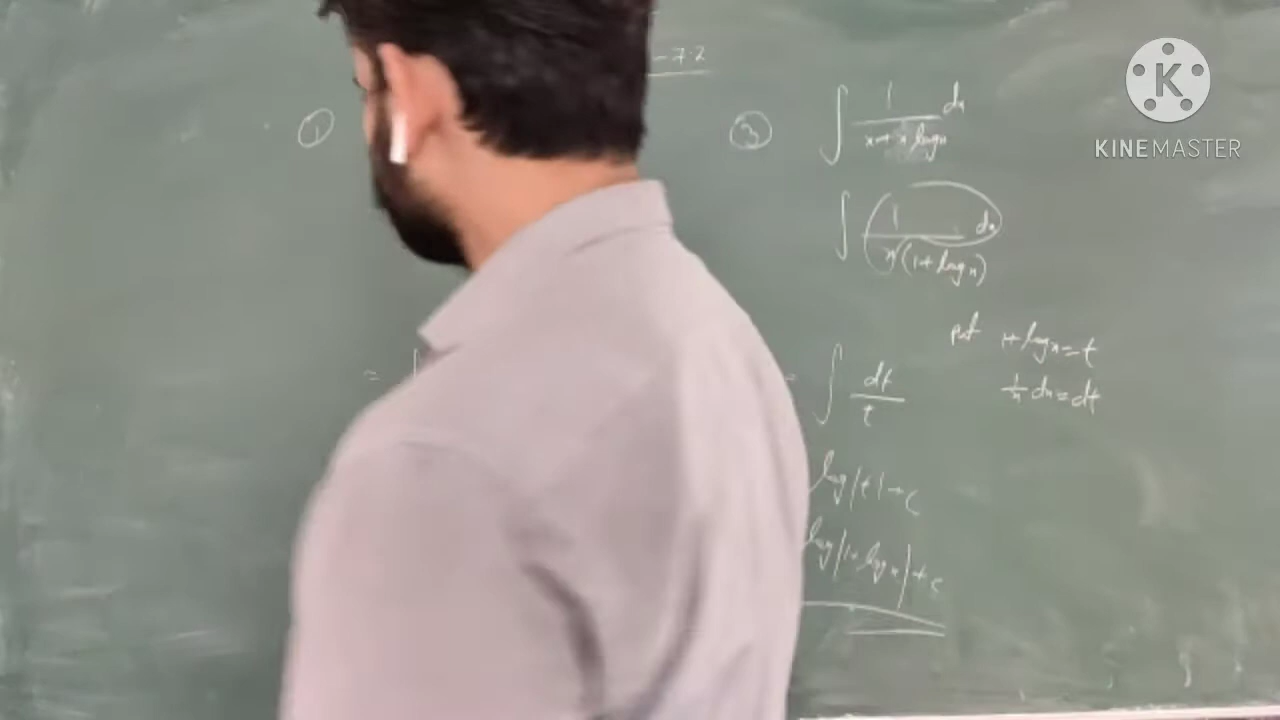 -7.2
①
③ ∫ 1/(x + x log x) dx
∫ 1/(x(1+log x)) dx
put 1+log x = t
1/x dx = dt
=
= ∫ dt/t
log|t|+c
log|1+log x|+c
K
KINEMASTER